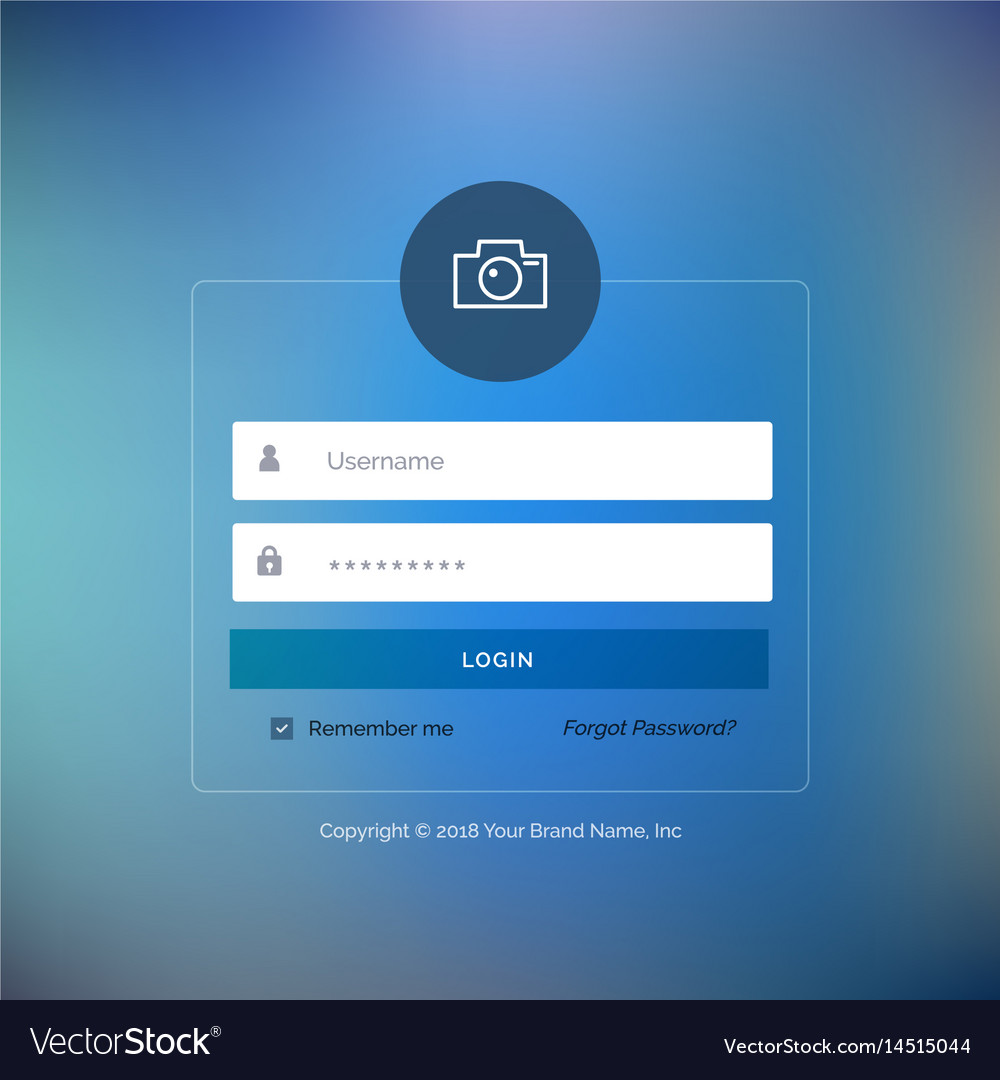 Username
*********
LOGIN
Remember me
Forgot Password?
Copyright © 2018 Your Brand Name, Inc
VectorStock®
VectorStock.com/14515044